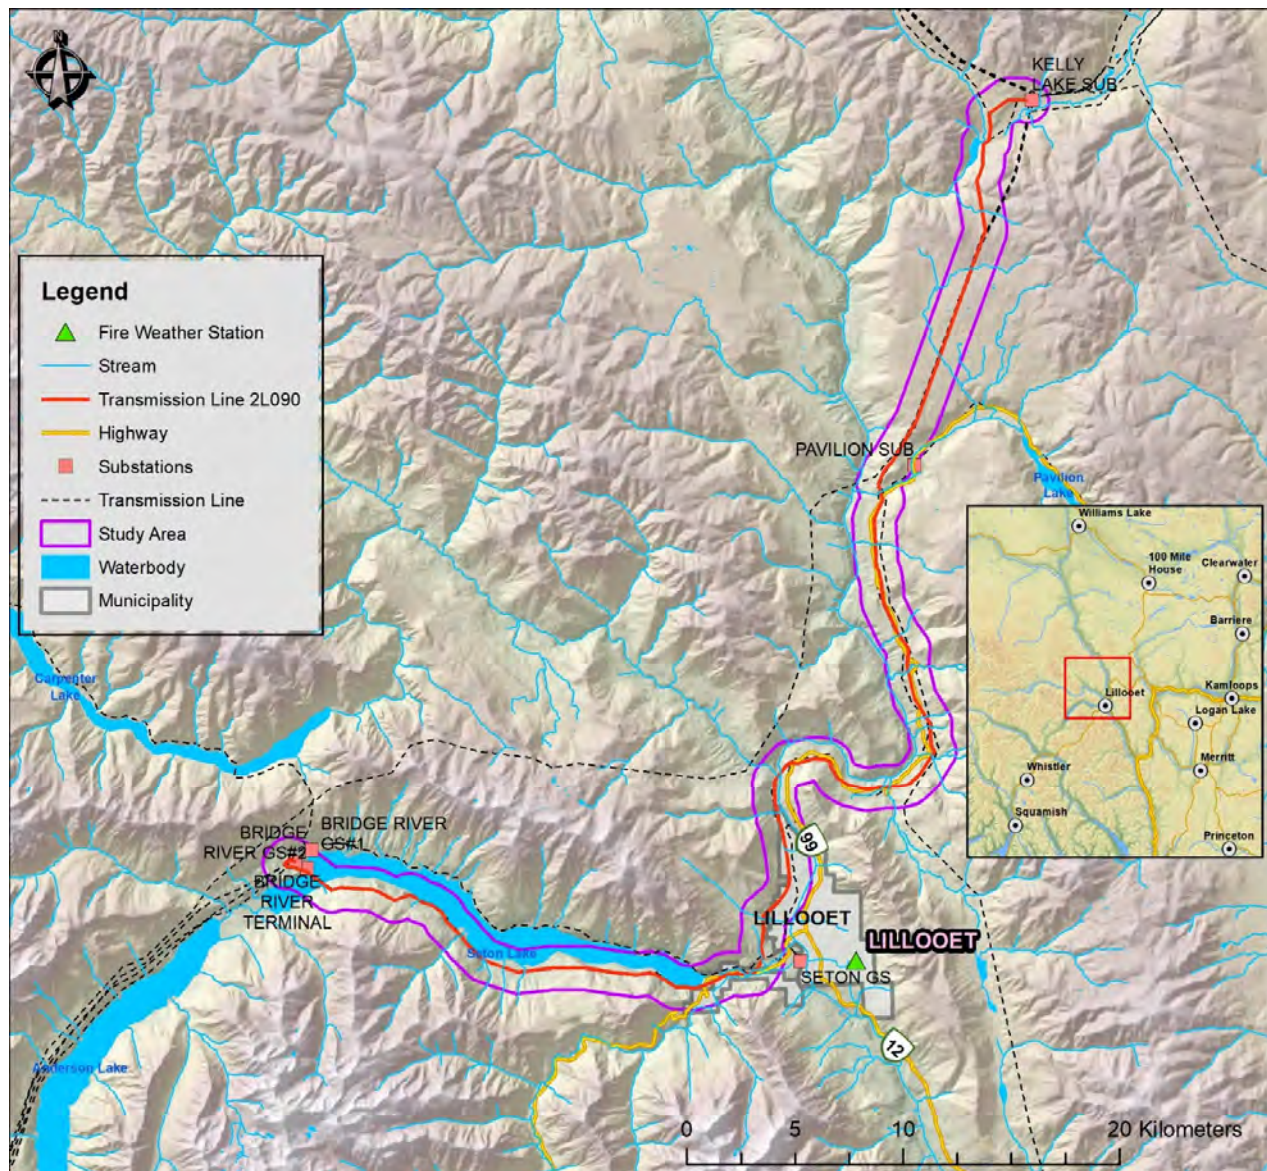 N
KELLY
LAKE SUB
Legend
Fire Weather Station
Stream
Transmission Line 2L090
Highway
Substations
Transmission Line
Study Area
Waterbody
Municipality
PAVILION SUB
Pavilion
Lake
Williams Lake
100 Mile
House
Clearwater
Barriere
Kamloops
Lillooet
Logan Lake
Merritt
Whistler
Squamish
Princeton
Carpenter
Lake
BRIDGE
RIVER GS#2
BRIDGE RIVER
GS#1
BRIDGE
RIVER
TERMINAL
99
LILLOOET
LILLOOET
Seton Lake
SETON GS
12
Anderson Lake
0 5 10 20 Kilometers